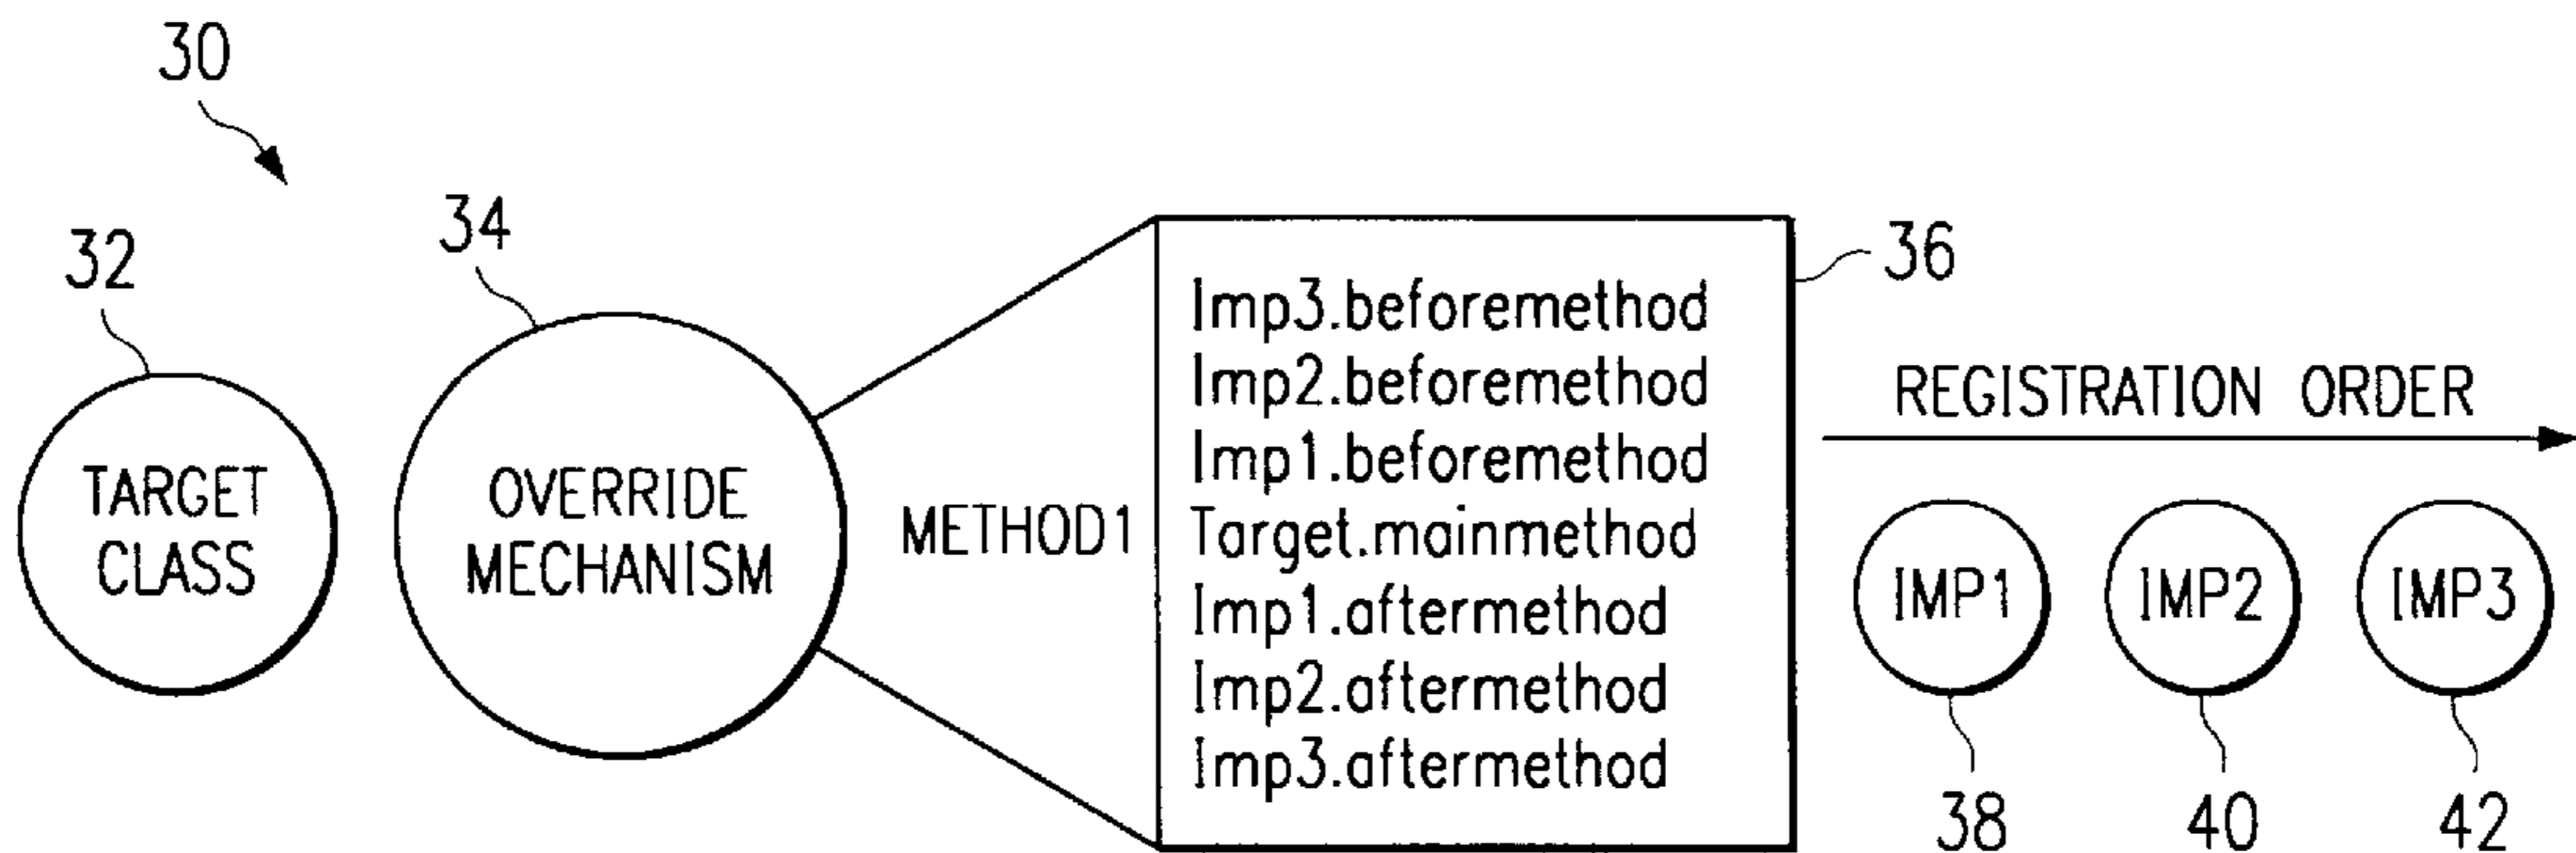 30
32
34
TARGET
CLASS
OVERRIDE
MECHANISM
METHOD1
36
Imp3.beforemethod
Imp2.beforemethod
Imp1.beforemethod
Target.mainmethod
Imp1.aftermethod
Imp2.aftermethod
Imp3.aftermethod
REGISTRATION ORDER
IMP1
IMP2
IMP3
38
40
42